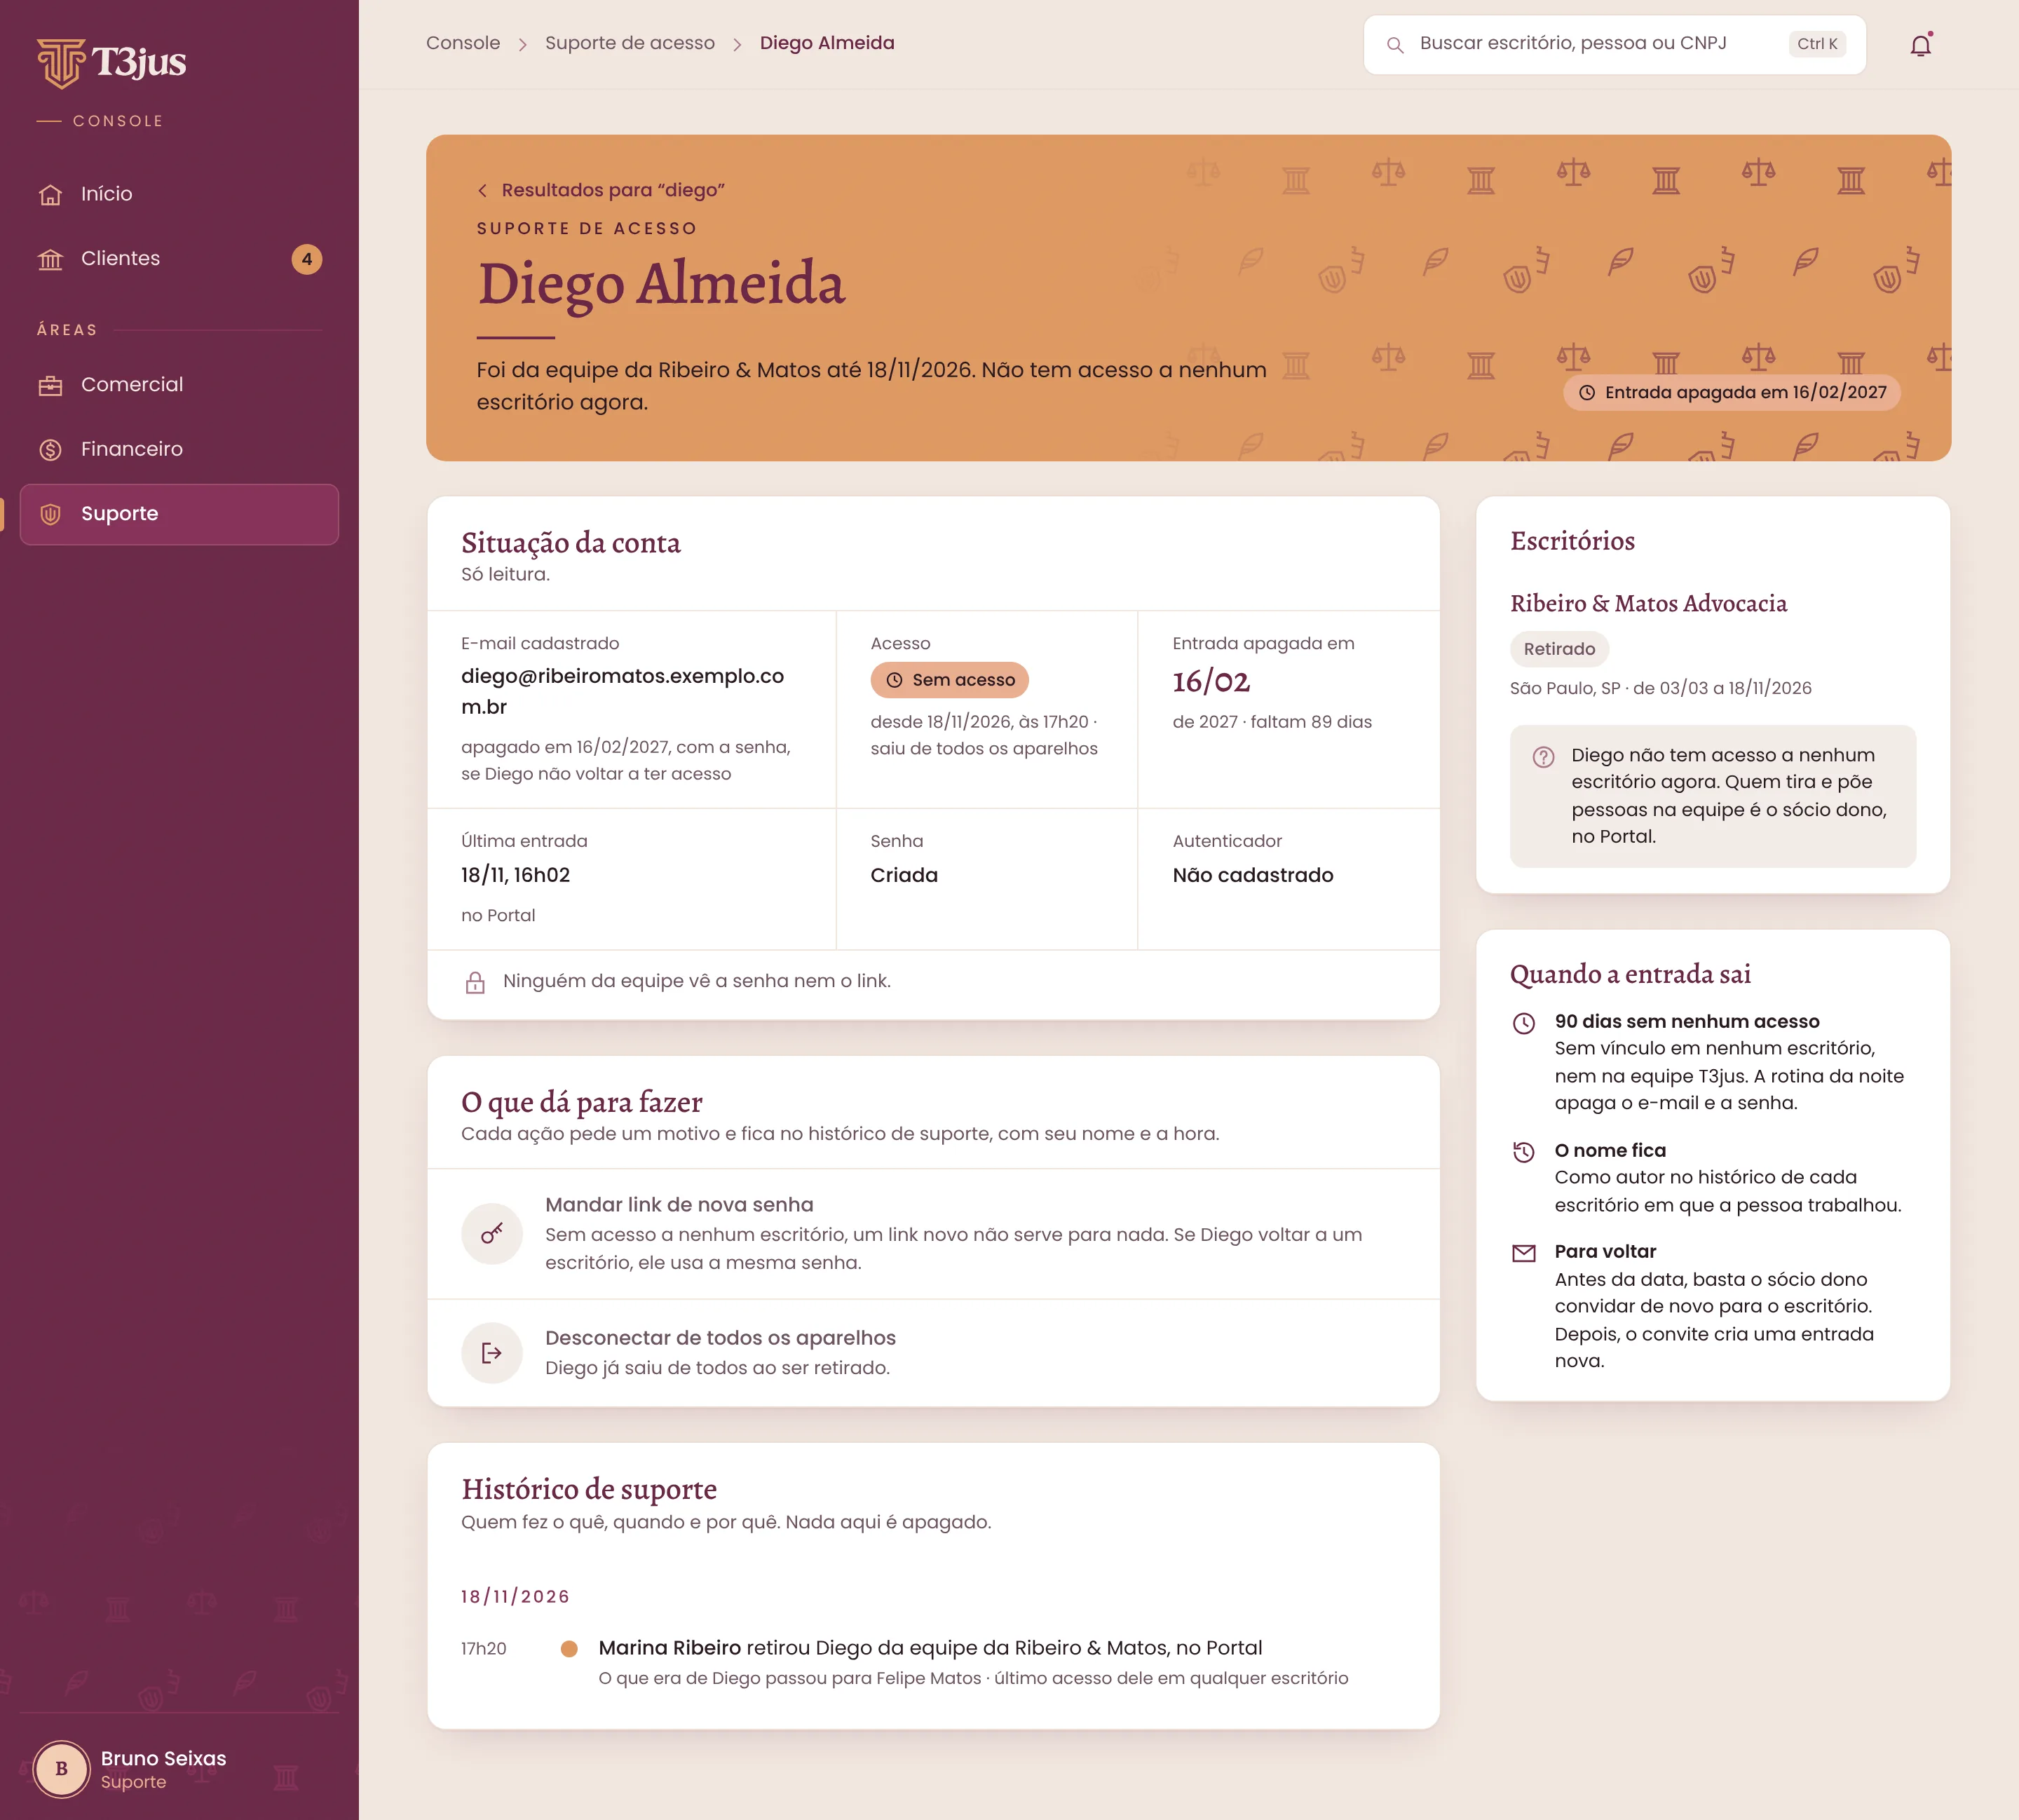 T3jus
CONSOLE
Início
Clientes
4
ÁREAS
Comercial
Financeiro
Suporte
Bruno Seixas
B
Suporte
Console > Suporte de acesso > Diego Almeida
Buscar escritório, pessoa ou CNPJ
Ctrl K
Resultados para “diego”
SUPORTE DE ACESSO
Diego Almeida
Foi da equipe da Ribeiro & Matos até 18/11/2026. Não tem acesso a nenhum
escritório agora.
Entrada apagada em 16/02/2027
Situação da conta
Só leitura.
E-mail cadastrado
diego@ribeiromatos.exemplo.co
m.br
apagado em 16/02/2027, com a senha,
se Diego não voltar a ter acesso
Acesso
Sem acesso
desde 18/11/2026, às 17h20 ·
saiu de todos os aparelhos
Entrada apagada em
16/02
de 2027 · faltam 89 dias
Última entrada
18/11, 16h02
no Portal
Senha
Criada
Autenticador
Não cadastrado
Ninguém da equipe vê a senha nem o link.
O que dá para fazer
Cada ação pede um motivo e fica no histórico de suporte, com seu nome e a hora.
Mandar link de nova senha
Sem acesso a nenhum escritório, um link novo não serve para nada. Se Diego voltar a um
escritório, ele usa a mesma senha.
Desconectar de todos os aparelhos
Diego já saiu de todos ao ser retirado.
Histórico de suporte
Quem fez o quê, quando e por quê. Nada aqui é apagado.
18/11/2026
17h20
Marina Ribeiro retirou Diego da equipe da Ribeiro & Matos, no Portal
O que era de Diego passou para Felipe Matos · último acesso dele em qualquer escritório
Escritórios
Ribeiro & Matos Advocacia
Retirado
São Paulo, SP · de 03/03 a 18/11/2026
Diego não tem acesso a nenhum
escritório agora. Quem tira e põe
pessoas na equipe é o sócio dono,
no Portal.
Quando a entrada sai
90 dias sem nenhum acesso
Sem vínculo em nenhum escritório,
nem na equipe T3jus. A rotina da noite
apaga o e-mail e a senha.
O nome fica
Como autor no histórico de cada
escritório em que a pessoa trabalhou.
Para voltar
Antes da data, basta o sócio dono
convidar de novo para o escritório.
Depois, o convite cria uma entrada
nova.